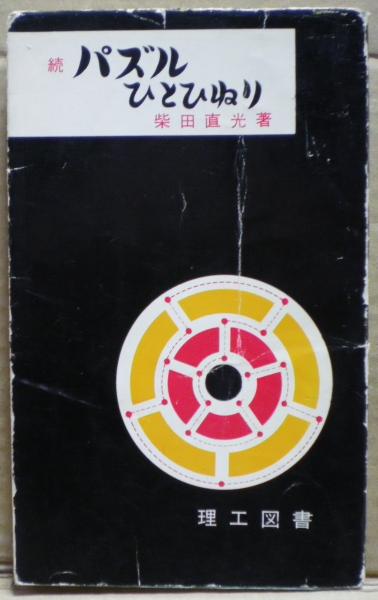 続 パズル
ひとひねり
柴田直光著
理工図書